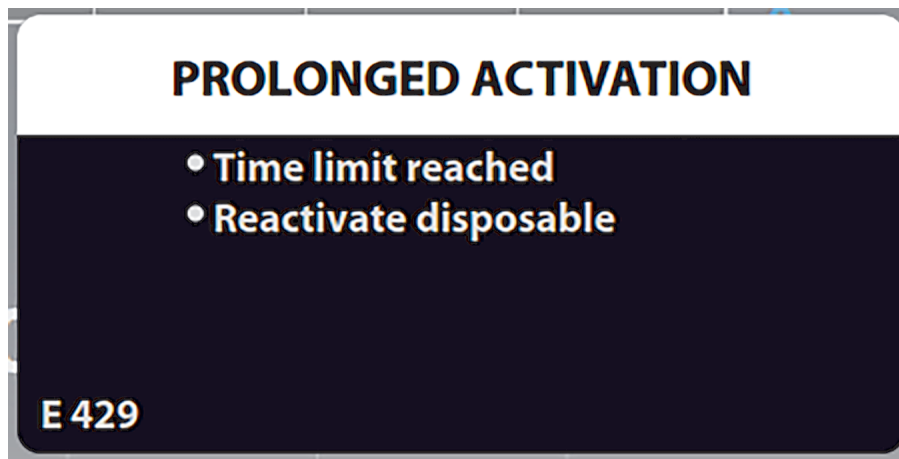 PROLONGED ACTIVATION
• Time limit reached
• Reactivate disposable
E 429